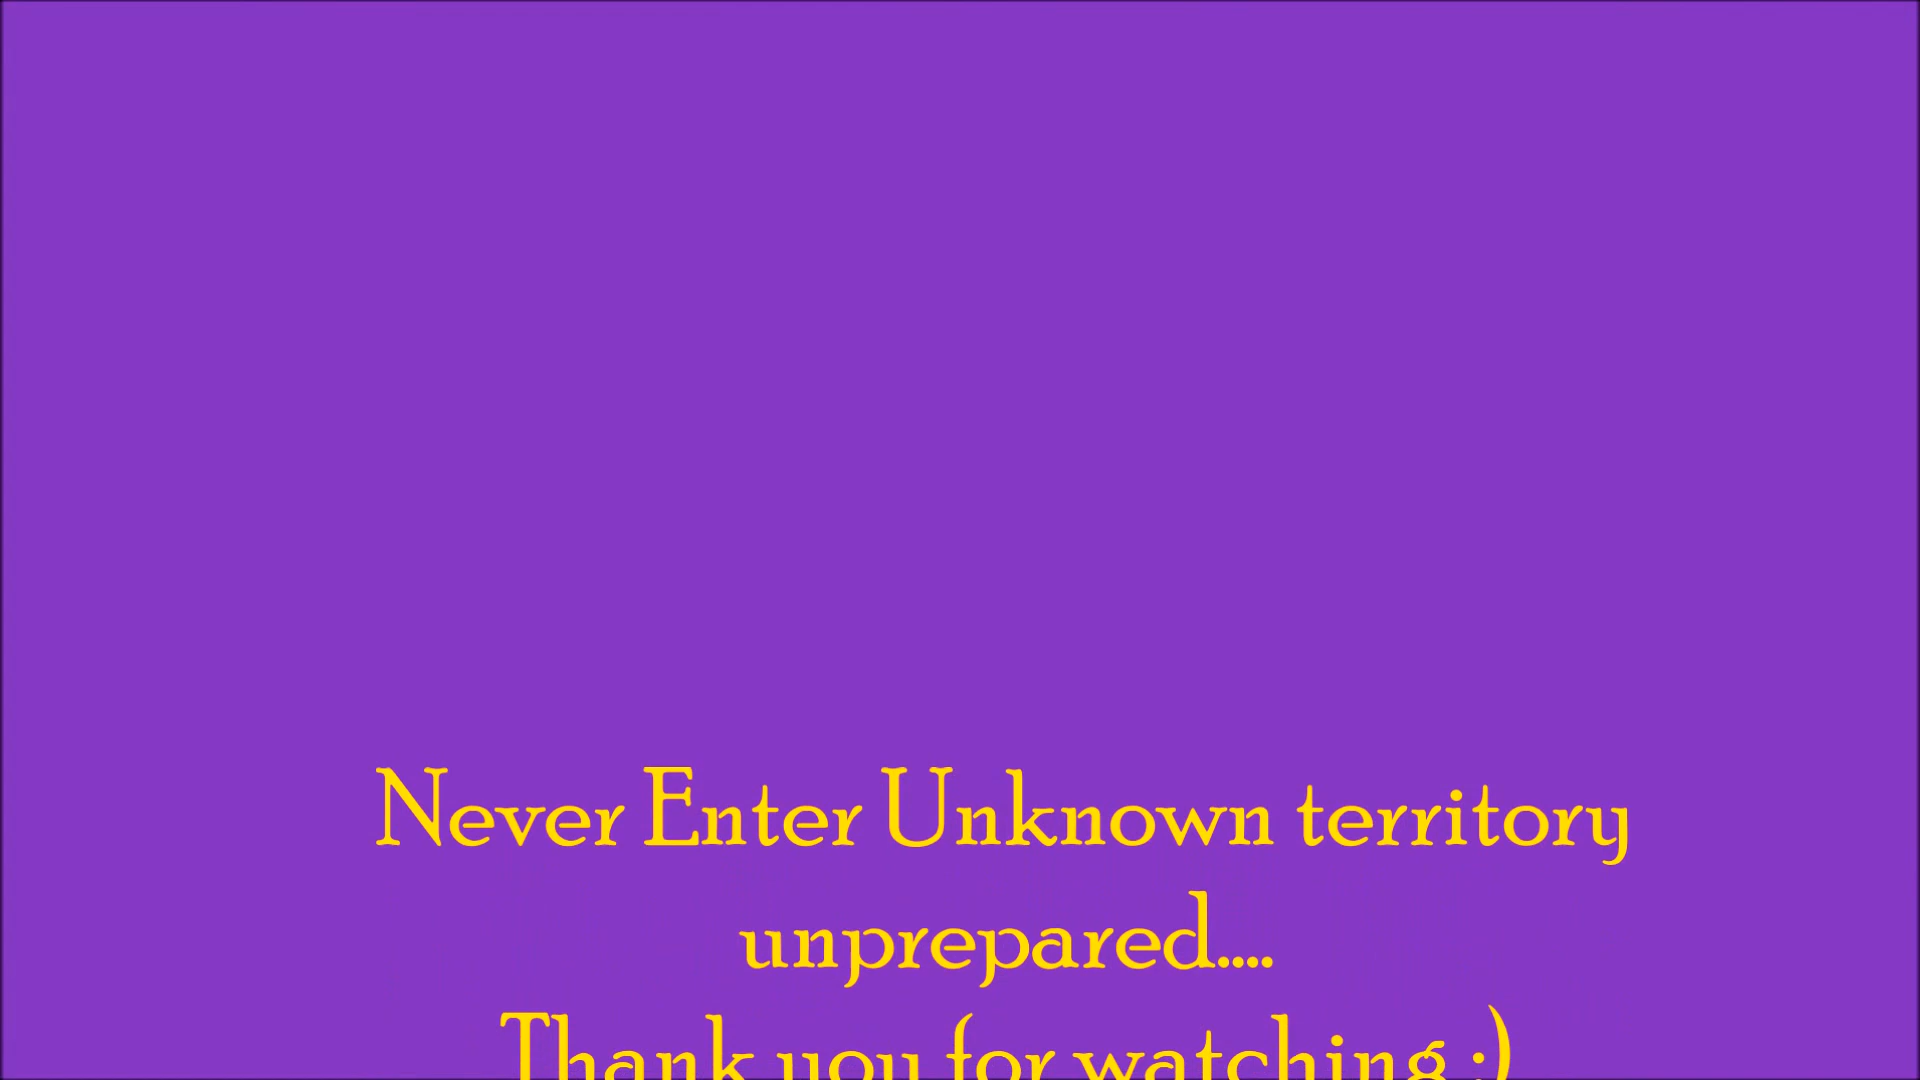 Never Enter Unknown territory
unprepared....
Thank you for watching :)